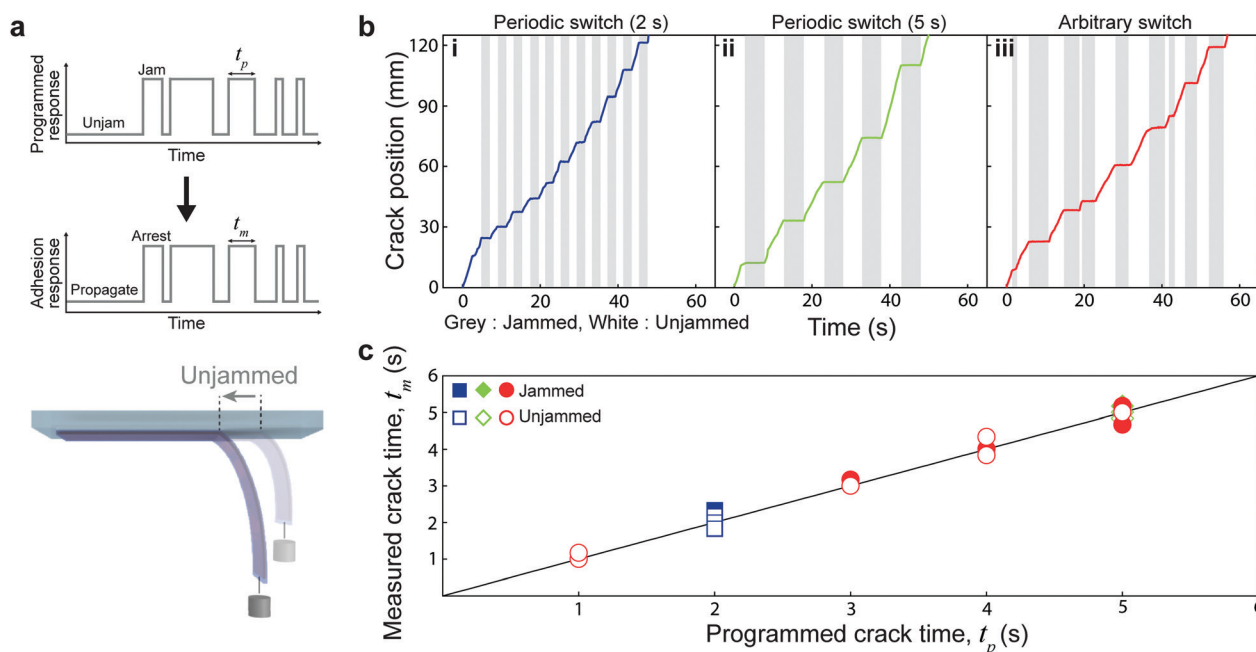 a
Programmed
response
Jam
t_p
Unjam
Time
Adhesion
response
Arrest
t_m
Propagate
Time
Unjammed
b
Periodic switch (2 s)
Periodic switch (5 s)
Arbitrary switch
i
ii
iii
Crack position (mm)
120
90
60
30
0
0 20 40 60
0 20 40 60
0 20 40 60
Grey : Jammed, White : Unjammed
Time (s)
c
Measured crack time, t_m (s)
6
5
4
3
2
1
Jammed
Unjammed
1 2 3 4 5 6
Programmed crack time, t_p (s)